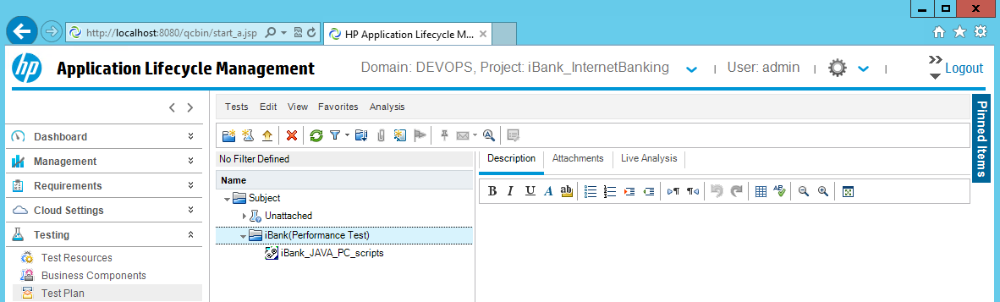 http://localhost:8080/qcbin/start_a.jsp
HP Application Lifecycle M...
hp Application Lifecycle Management
Domain: DEVOPS, Project: iBank_InternetBanking
User: admin
Logout
Tests Edit View Favorites Analysis
Pinned Items
Dashboard
Management
Requirements
Cloud Settings
Testing
Test Resources
Business Components
Test Plan
No Filter Defined
Name
Subject
Unattached
iBank(Performance Test)
iBank_JAVA_PC_scripts
Description Attachments Live Analysis
B I U A ab